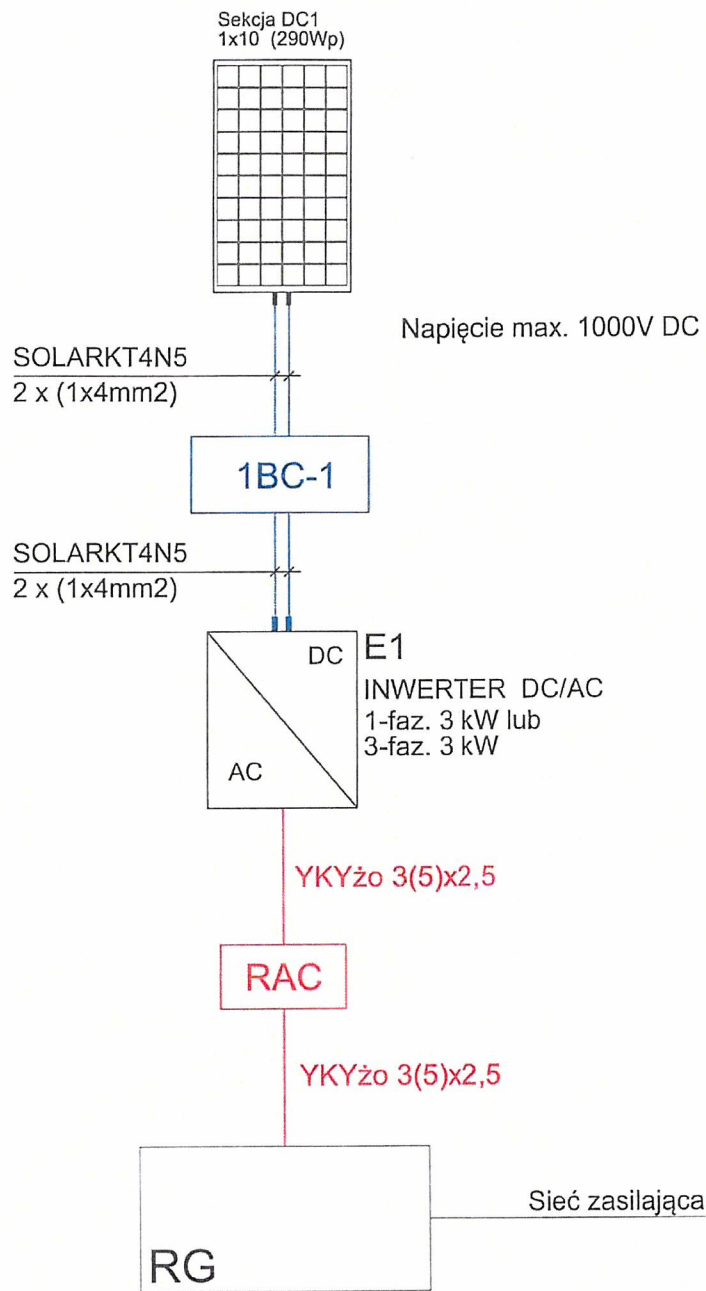 Sekcja DC1
1x10 (290Wp)
Napięcie max. 1000V DC
SOLARKT4N5
2 x (1x4mm2)
1BC-1
SOLARKT4N5
2 x (1x4mm2)
DC
AC
E1
INWERTER DC/AC
1-faz. 3 kW lub
3-faz. 3 kW
YKYżo 3(5)x2,5
RAC
YKYżo 3(5)x2,5
Sieć zasilająca
RG